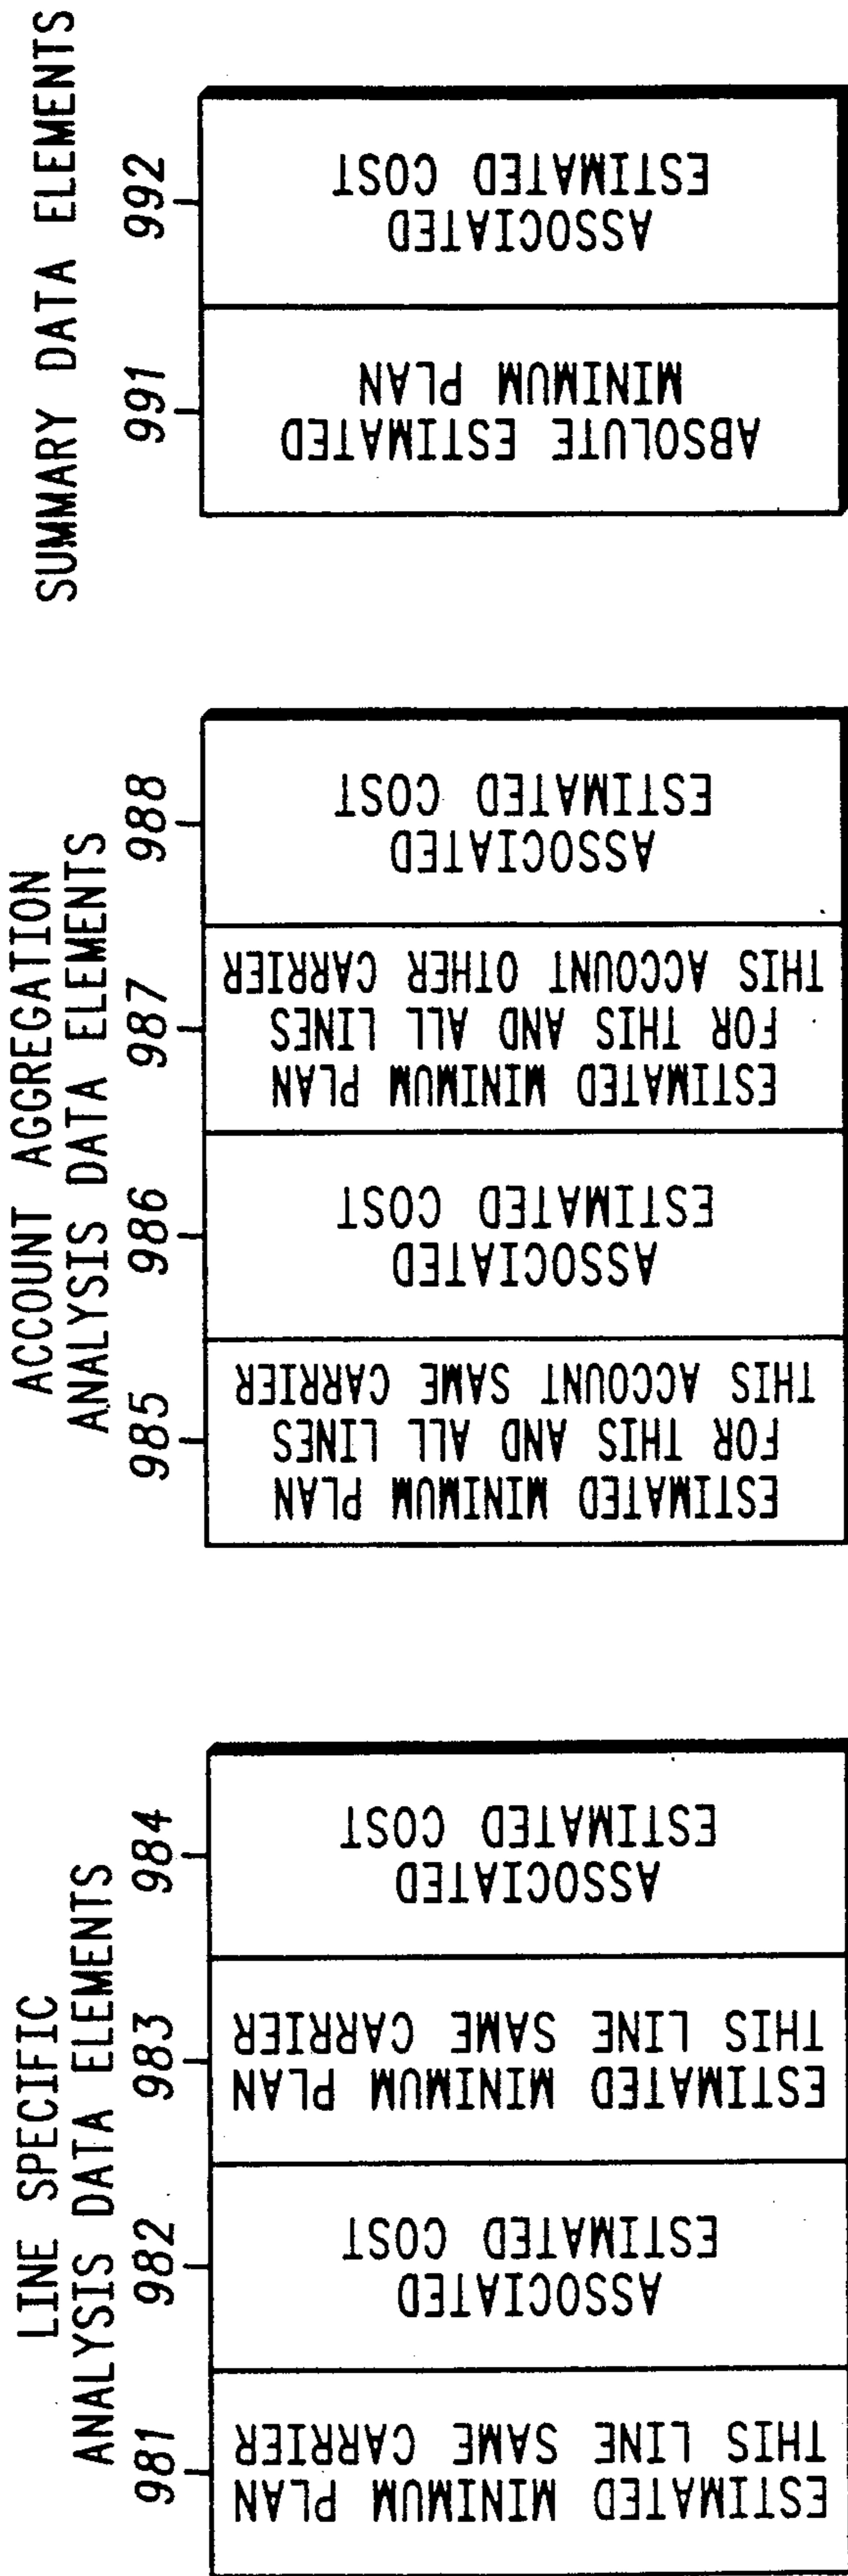 LINE SPECIFIC
ANALYSIS DATA ELEMENTS
981
982
983
984
ESTIMATED MINIMUM PLAN
THIS LINE SAME CARRIER
ASSOCIATED
ESTIMATED COST
ESTIMATED MINIMUM PLAN
THIS LINE SAME CARRIER
ASSOCIATED
ESTIMATED COST
ACCOUNT AGGREGATION
ANALYSIS DATA ELEMENTS
985
986
987
988
ESTIMATED MINIMUM PLAN
FOR THIS AND ALL LINES
THIS ACCOUNT SAME CARRIER
ASSOCIATED
ESTIMATED COST
ESTIMATED MINIMUM PLAN
FOR THIS AND ALL LINES
THIS ACCOUNT OTHER CARRIER
ASSOCIATED
ESTIMATED COST
SUMMARY DATA ELEMENTS
991
992
ABSOLUTE ESTIMATED
MINIMUM PLAN
ASSOCIATED
ESTIMATED COST